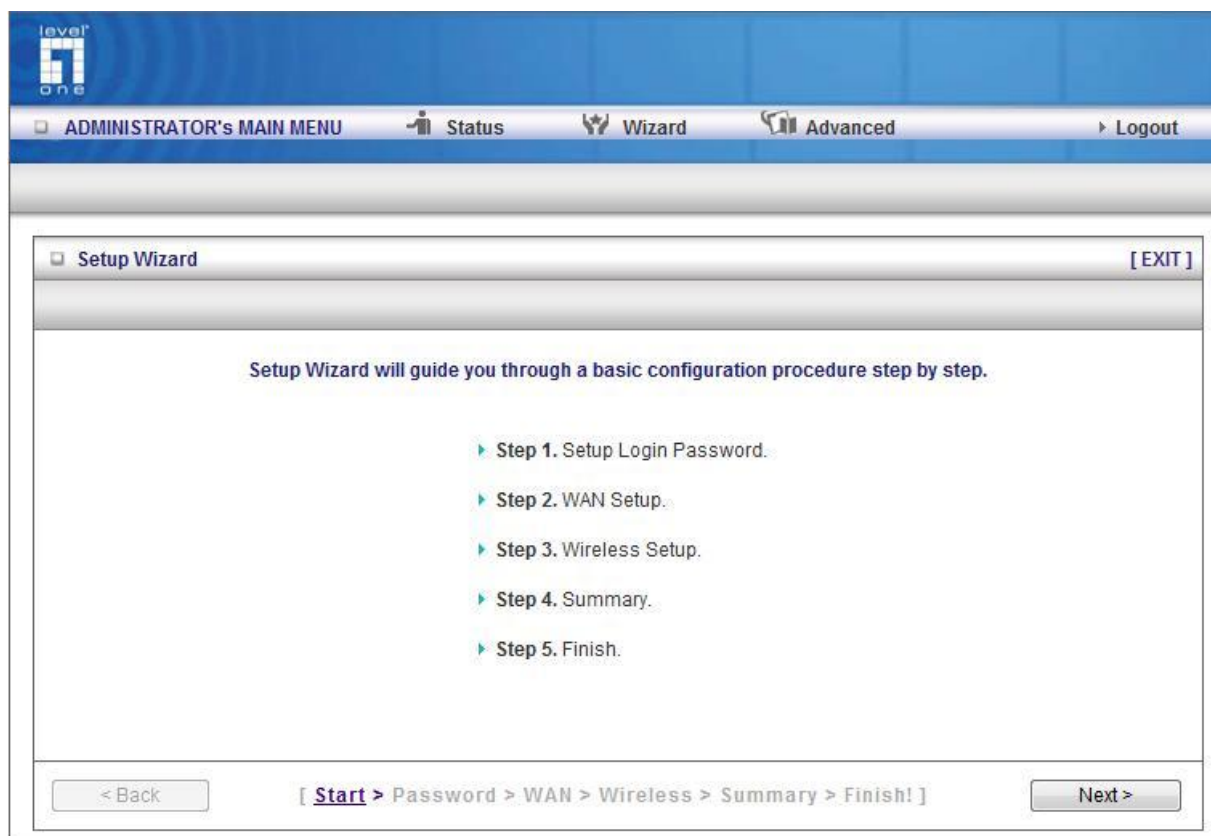 level
one
ADMINISTRATOR's MAIN MENU Status Wizard Advanced Logout
Setup Wizard [ EXIT ]
Setup Wizard will guide you through a basic configuration procedure step by step.
Step 1. Setup Login Password.
Step 2. WAN Setup.
Step 3. Wireless Setup.
Step 4. Summary.
Step 5. Finish.
< Back [ Start > Password > WAN > Wireless > Summary > Finish! ] Next >